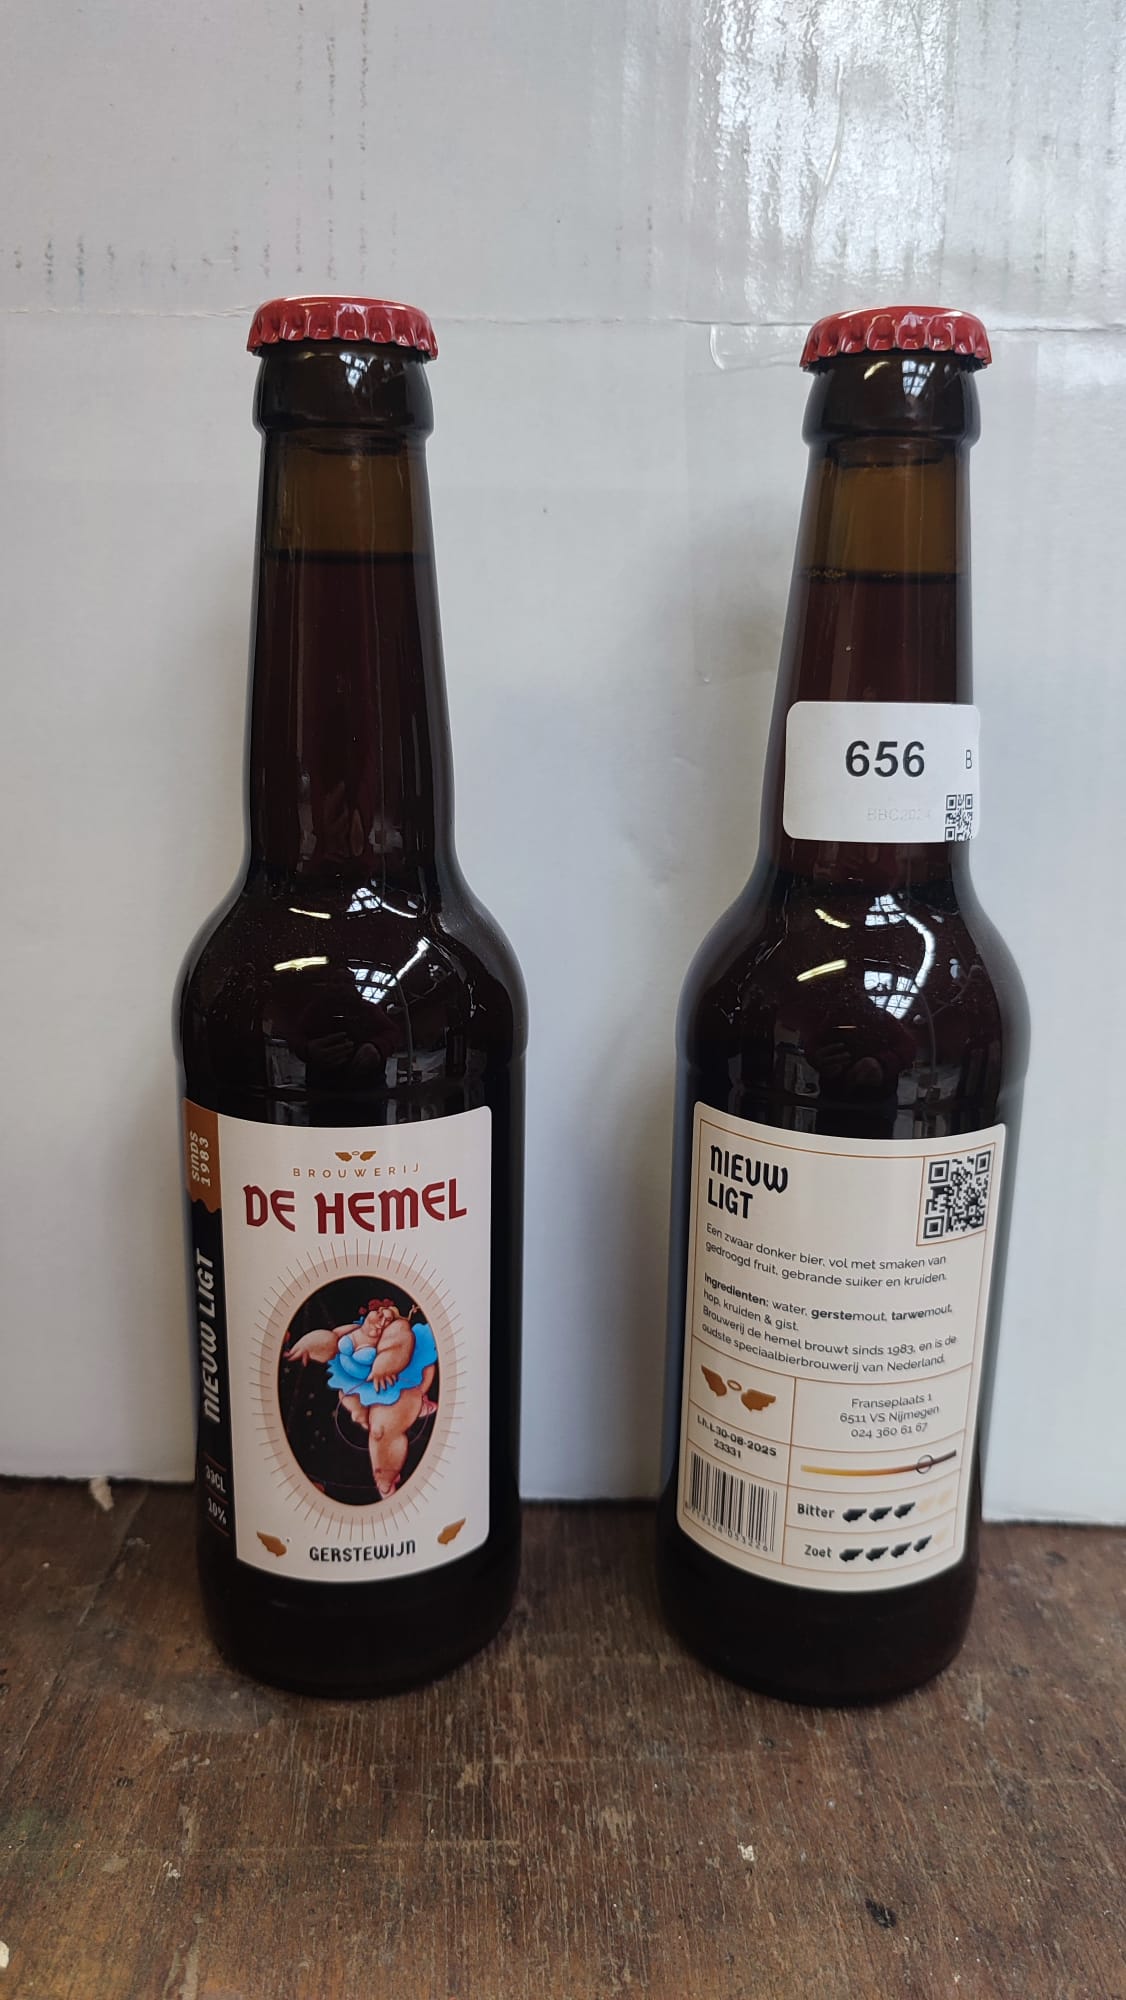 SINDS
1983
NIEUW LIGT
33CL
10%
BROUWERIJ
DE HEMEL
GERSTEWIJN
656
B
BBC2024
NIEUW
LIGT
Een zwaar donker bier, vol met smaken van
gedroogd fruit, gebrande suiker en kruiden.
Ingredienten: water, gerstemout, tarwemout,
hop, kruiden & gist.
Brouwerij de hemel brouwt sinds 1983, en is de
oudste speciaalbierbrouwerij van Nederland.
Franseplaats 1
6511 VS Nijmegen
024 360 61 67
t.h.t.30-08-2025
23331
Bitter
Zoet